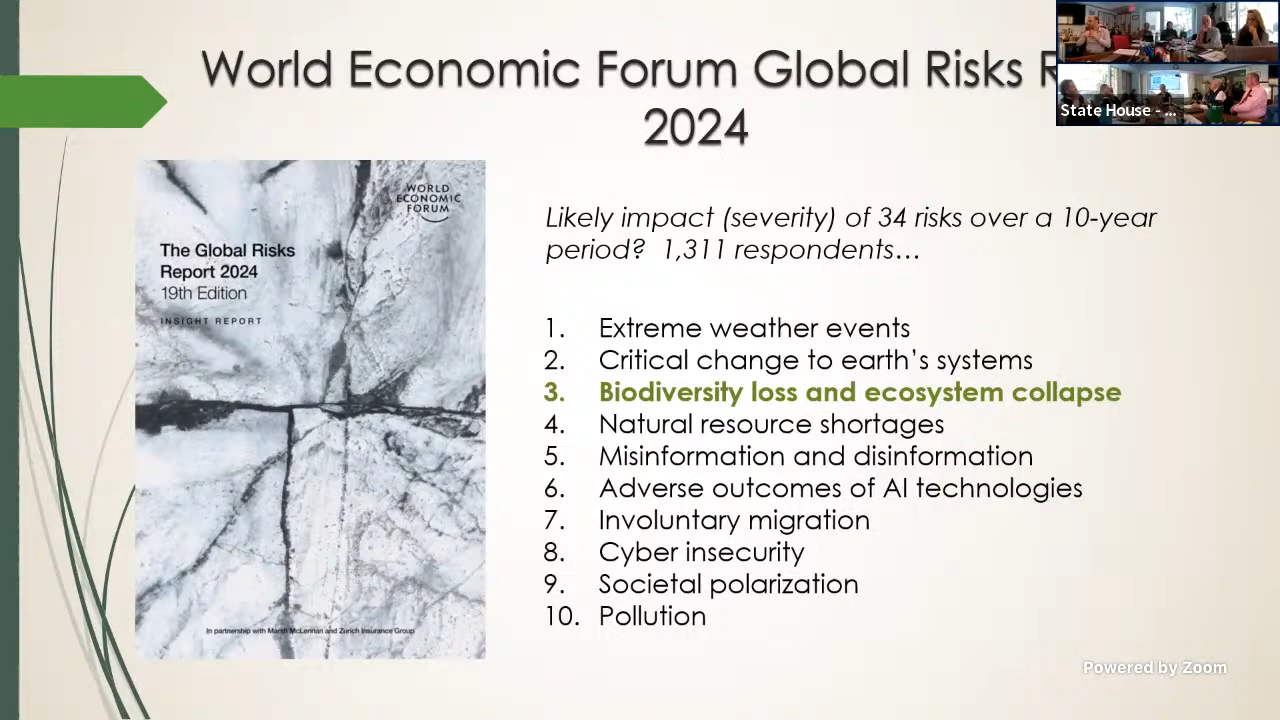 World Economic Forum Global Risks
2024
State House - ...
WORLD
ECONOMIC
FORUM
The Global Risks
Report 2024
19th Edition
INSIGHT REPORT
In partnership with Marsh McLennan and Zurich Insurance Group
Likely impact (severity) of 34 risks over a 10-year
period? 1,311 respondents…
1. Extreme weather events
2. Critical change to earth’s systems
3. Biodiversity loss and ecosystem collapse
4. Natural resource shortages
5. Misinformation and disinformation
6. Adverse outcomes of AI technologies
7. Involuntary migration
8. Cyber insecurity
9. Societal polarization
10. Pollution
Powered by Zoom